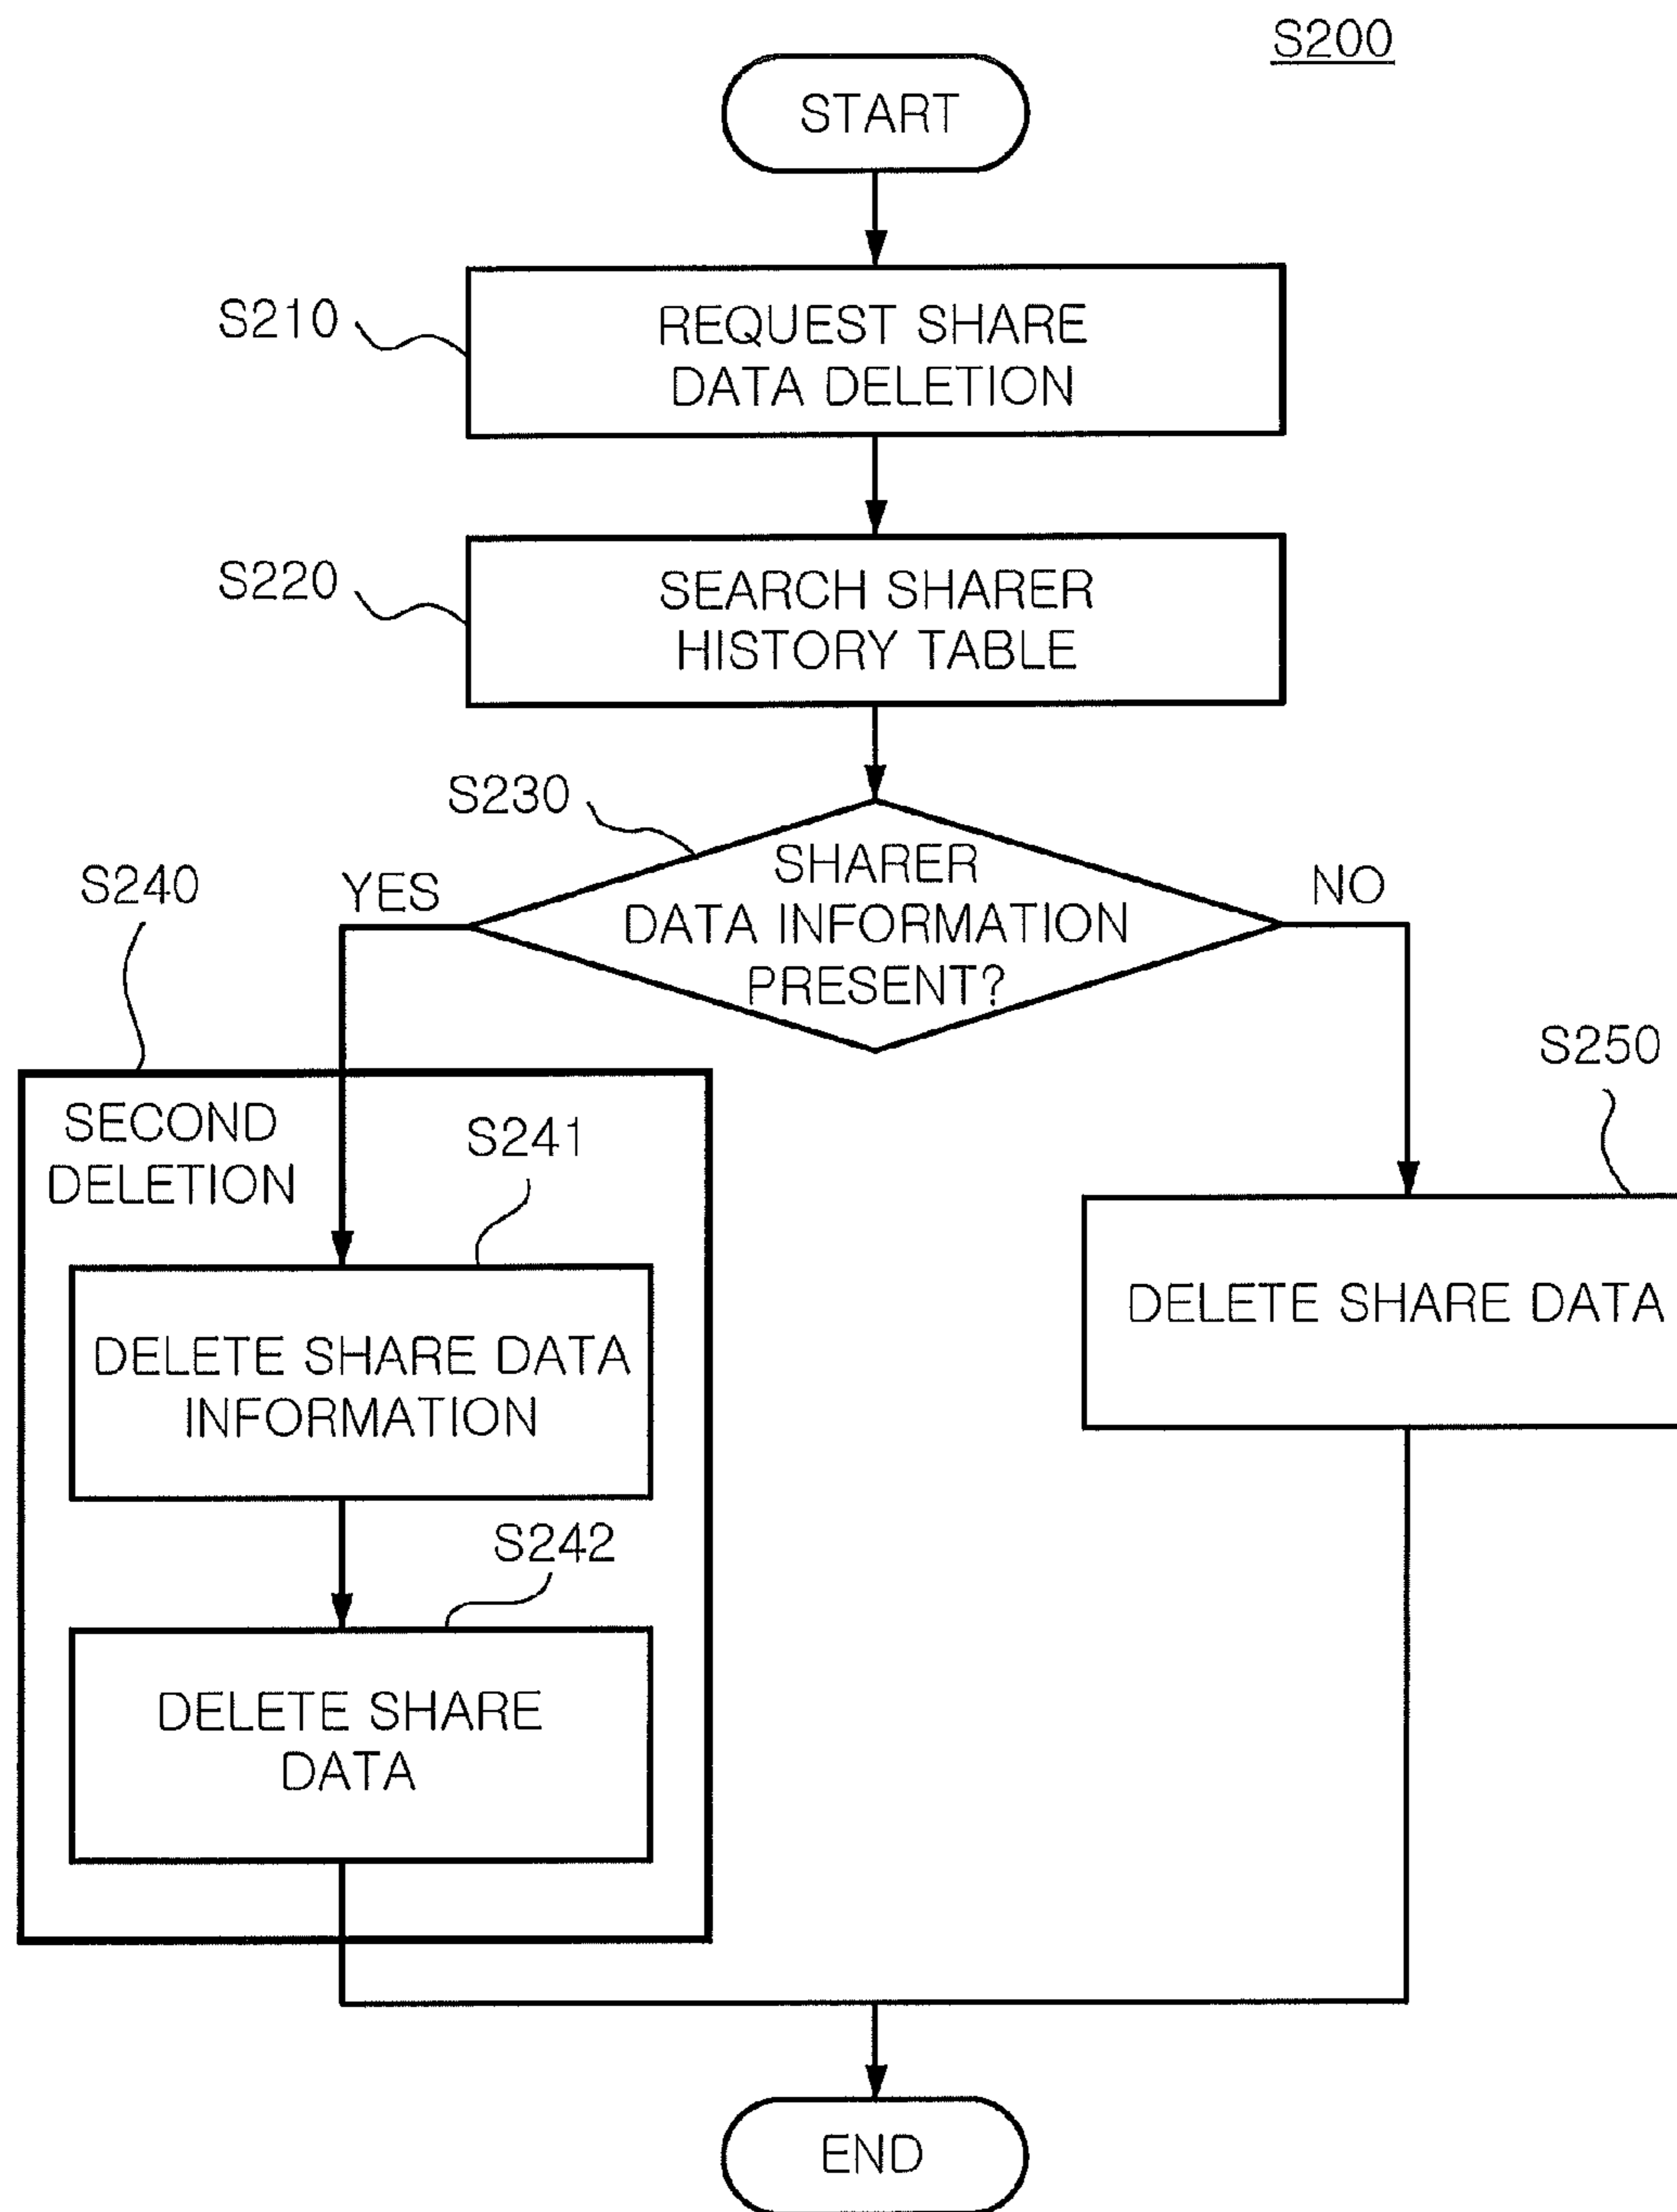 S200
START
S210
REQUEST SHARE
DATA DELETION
S220
SEARCH SHARER
HISTORY TABLE
S230
SHARER
DATA INFORMATION
PRESENT?
YES
NO
S240
S250
SECOND
DELETION
S241
DELETE SHARE DATA
INFORMATION
DELETE SHARE DATA
S242
DELETE SHARE
DATA
END